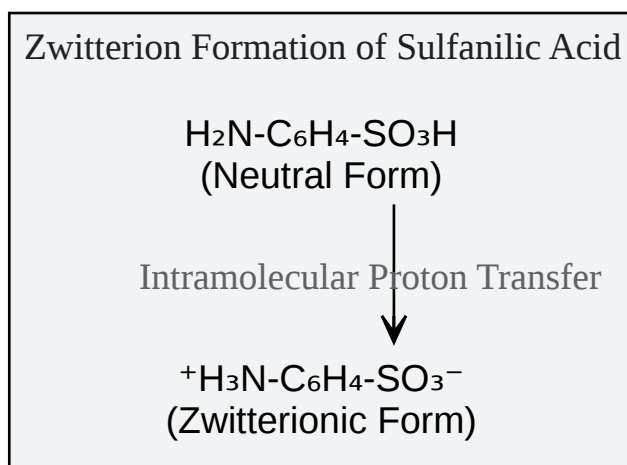 Zwitterion Formation of Sulfanilic Acid
H₂N-C₆H₄-SO₃H
(Neutral Form)
Intramolecular Proton Transfer
⁺H₃N-C₆H₄-SO₃⁻
(Zwitterionic Form)